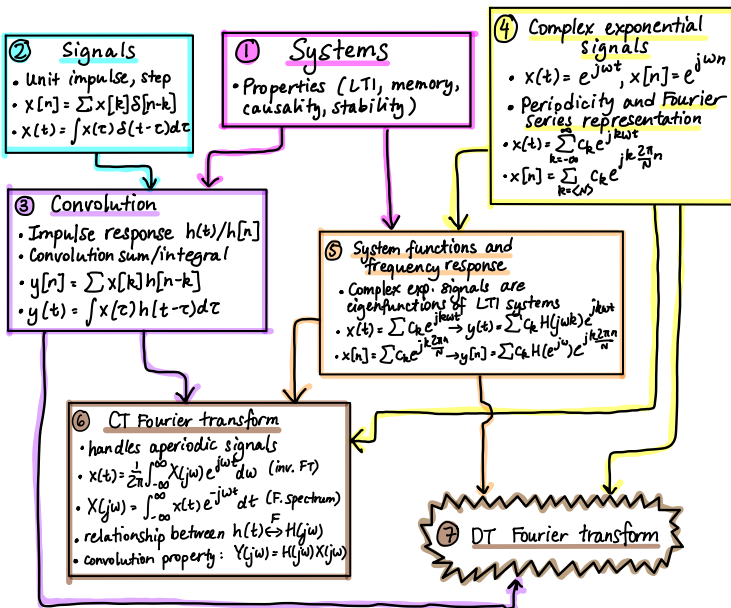 ② Signals
• Unit impulse, step
• x[n] = ∑ x[k] δ[n-k]
• x(t) = ∫ x(τ) δ(t-τ)dτ
① Systems
• Properties (LTI, memory,
causality, stability)
④ Complex exponential
signals
• x(t) = e^{jωt}, x[n] = e^{jωn}
• Periodicity and Fourier
series representation
• x(t) = ∑_{k=-∞}^{∞} c_k e^{jkωt}
• x[n] = ∑_{k=<N>} c_k e^{jk 2π/N n}
③ Convolution
• Impulse response h(t)/h[n]
• Convolution sum/integral
• y[n] = ∑ x[k] h[n-k]
• y(t) = ∫ x(τ) h(t-τ)dτ
⑤ System functions and
frequency response
• Complex exp. signals are
eigenfunctions of LTI systems
• x(t) = ∑ c_k e^{jkωt} → y(t) = ∑ c_k H(jωk) e^{jkωt}
• x[n] = ∑ c_k e^{jk 2πn/N} → y[n] = ∑ c_k H(e^{jω}) e^{jk 2πn/N}
⑥ CT Fourier transform
• handles aperiodic signals
• x(t) = 1/2π ∫_{-∞}^{∞} X(jω) e^{jωt} dω (inv. FT)
• X(jω) = ∫_{-∞}^{∞} x(t) e^{-jωt} dt (F. spectrum)
• relationship between h(t) ↔^F H(jω)
• convolution property: Y(jω) = H(jω) X(jω)
⑦ DT Fourier transform